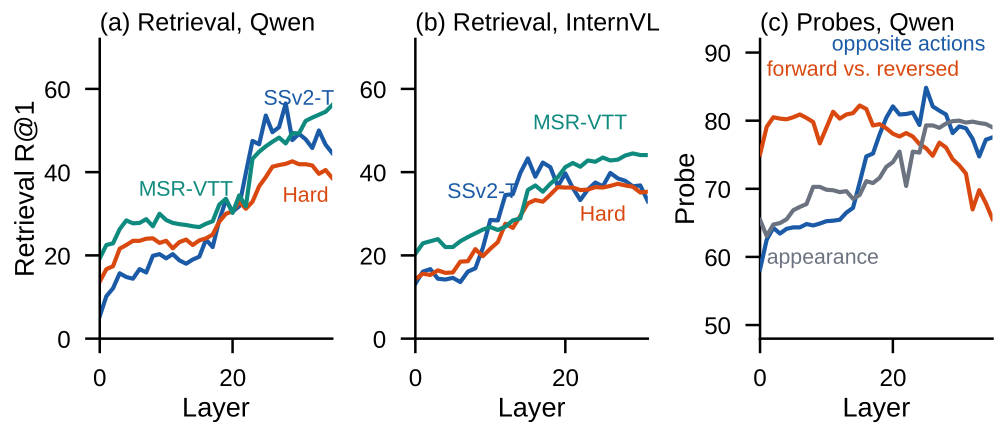 (a) Retrieval, Qwen
Retrieval R@1
60
40
20
0
SSv2-T
MSR-VTT
Hard
0
20
Layer
(b) Retrieval, InternVL
60
40
20
0
MSR-VTT
SSv2-T
Hard
0
20
Layer
(c) Probes, Qwen
Probe
90
80
70
60
50
opposite actions
forward vs. reversed
appearance
0
20
Layer